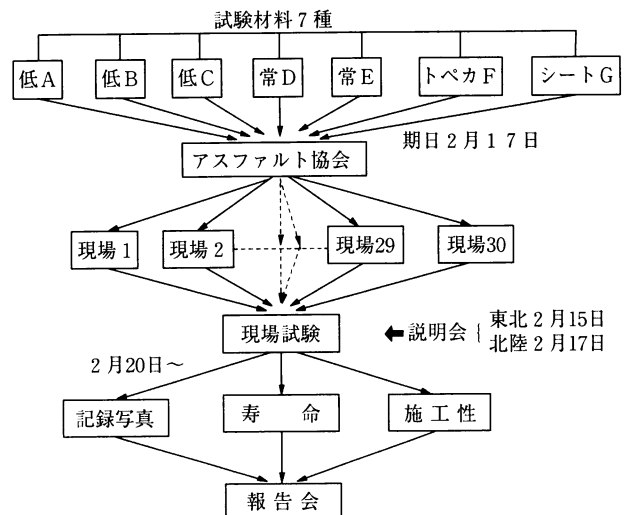 試験材料７種
低A 低B 低C 常D 常E トペカF シートG
期日２月１７日
アスファルト協会
現場1 現場2 現場29 現場30
現場試験
説明会 { 東北２月15日
北陸２月17日
２月20日～
記録写真 寿命 施工性
報告会